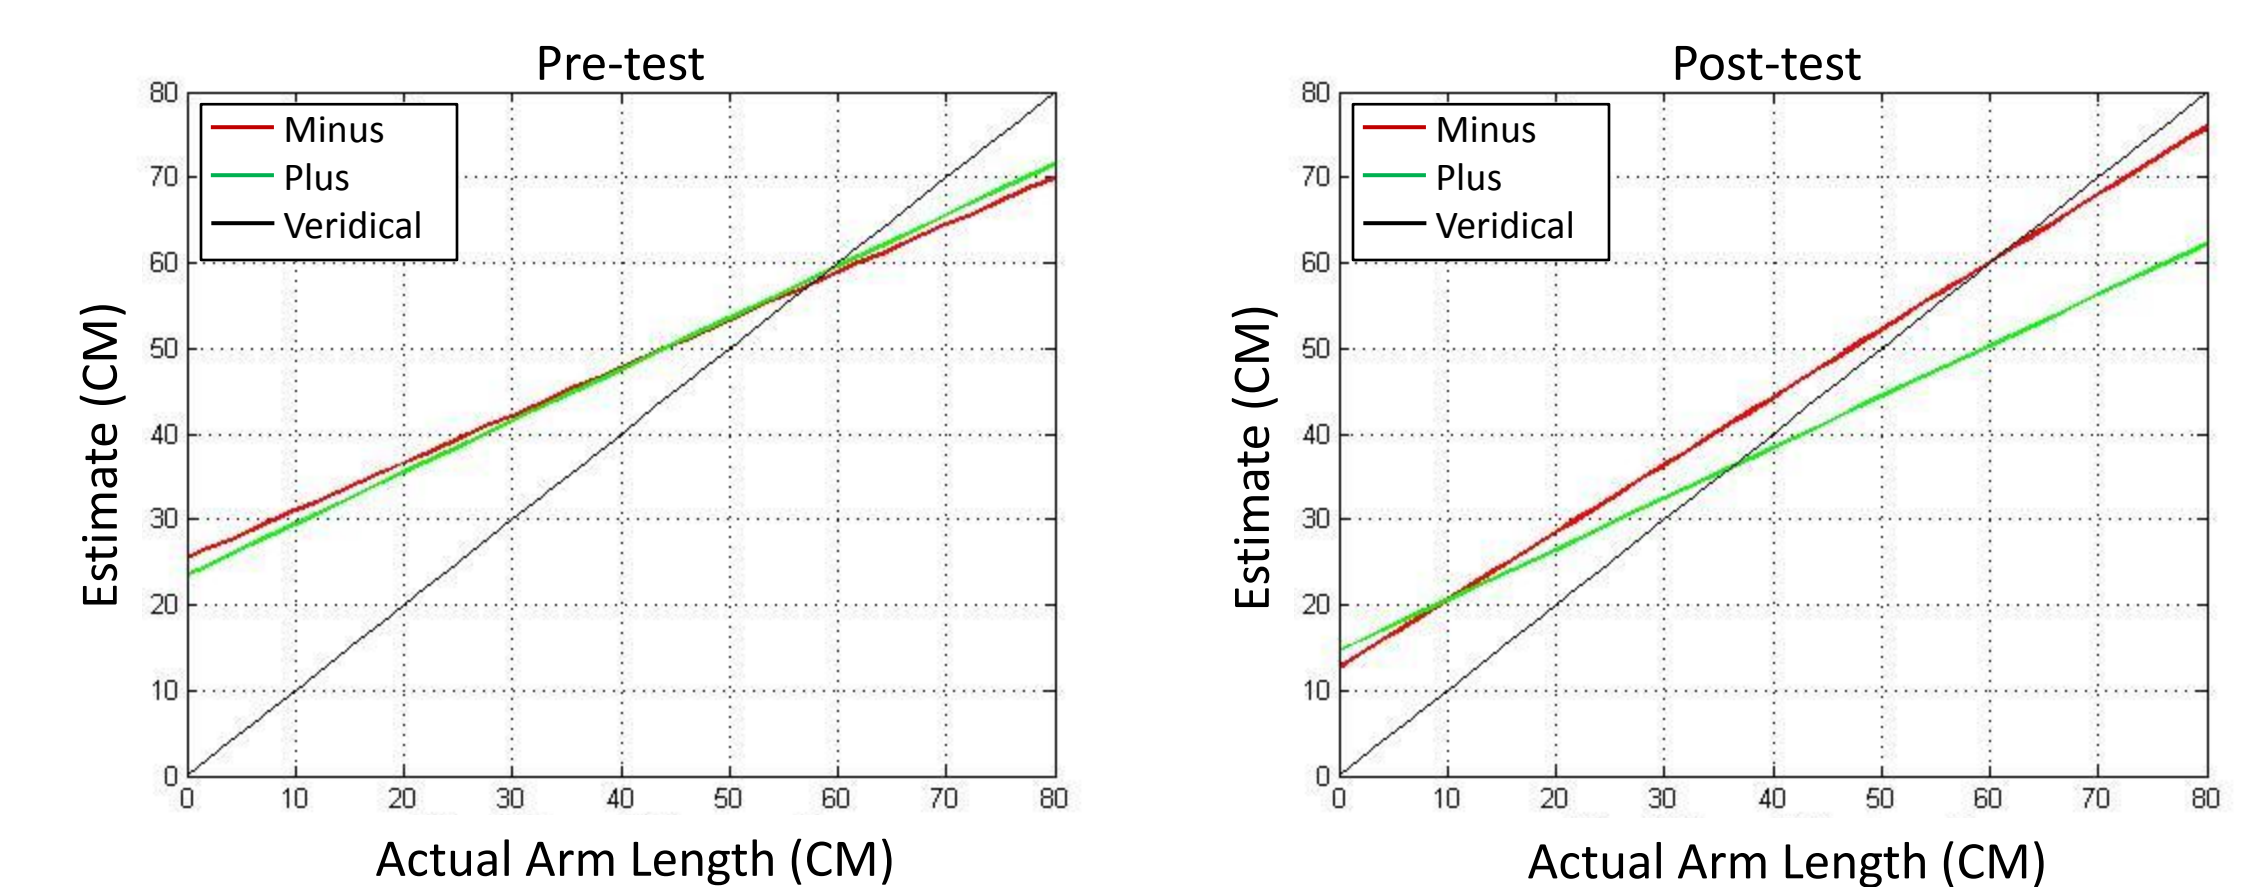 Pre-test
80
70
60
50
40
30
20
10
0
Minus
Plus
Veridical
Estimate (CM)
0 10 20 30 40 50 60 70 80
Actual Arm Length (CM)
Post-test
80
70
60
50
40
30
20
10
0
Minus
Plus
Veridical
Estimate (CM)
0 10 20 30 40 50 60 70 80
Actual Arm Length (CM)